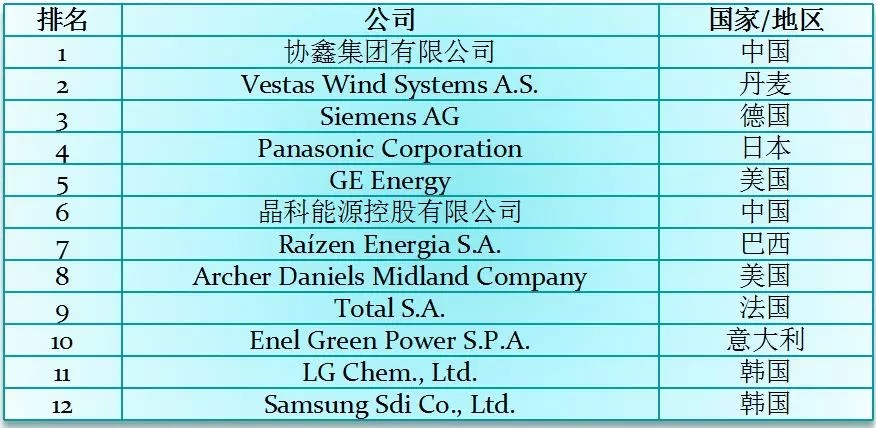 排名 公司 国家/地区
1 协鑫集团有限公司 中国
2 Vestas Wind Systems A.S. 丹麦
3 Siemens AG 德国
4 Panasonic Corporation 日本
5 GE Energy 美国
6 晶科能源控股有限公司 中国
7 Raízen Energia S.A. 巴西
8 Archer Daniels Midland Company 美国
9 Total S.A. 法国
10 Enel Green Power S.P.A. 意大利
11 LG Chem., Ltd. 韩国
12 Samsung Sdi Co., Ltd. 韩国